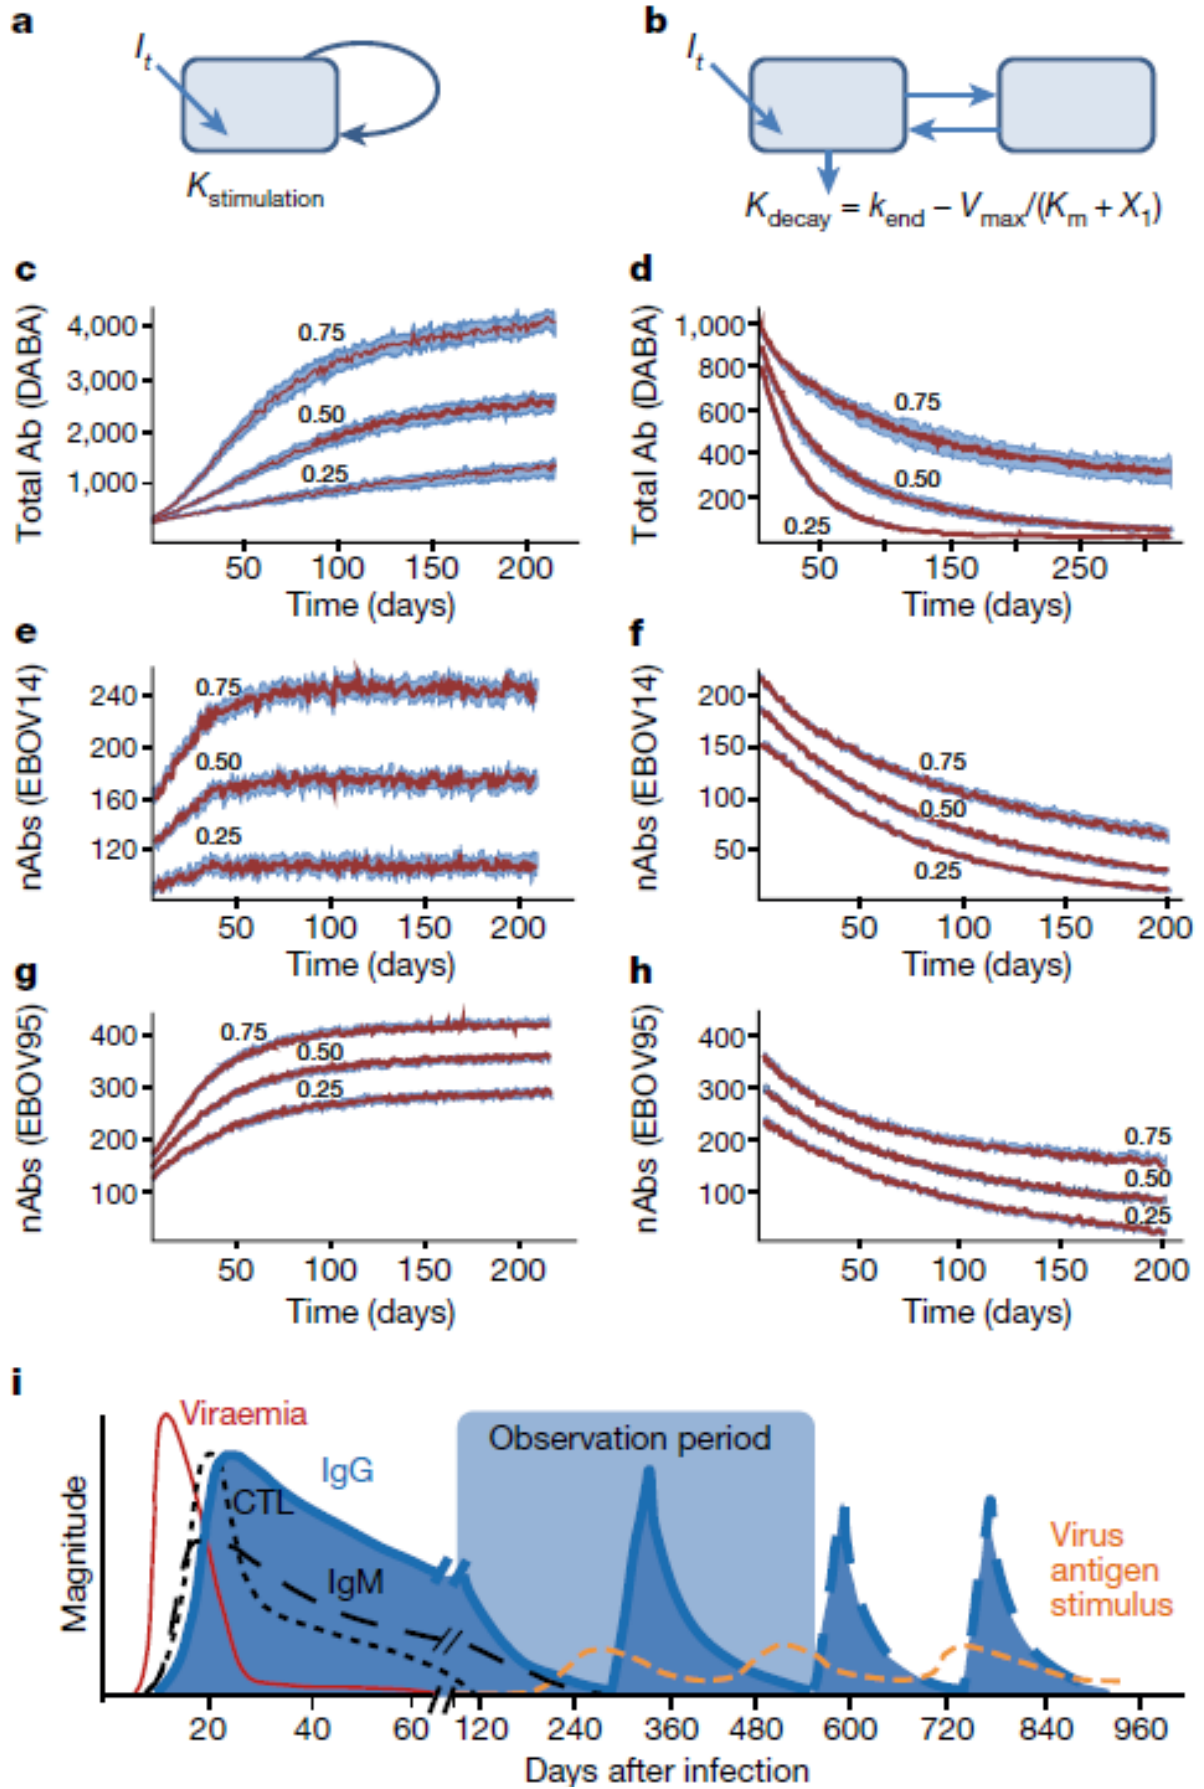 a
I_t
K_stimulation
b
I_t
K_decay = k_end – V_max/(K_m + X_1)
c
Total Ab (DABA)
4,000
3,000
2,000
1,000
0.75
0.50
0.25
50 100 150 200
Time (days)
d
Total Ab (DABA)
1,000
800
600
400
200
0.75
0.50
0.25
50 150 250
Time (days)
e
nAbs (EBOV14)
240
200
160
120
0.75
0.50
0.25
50 100 150 200
Time (days)
f
nAbs (EBOV14)
200
150
100
50
0.75
0.50
0.25
50 100 150 200
Time (days)
g
nAbs (EBOV95)
400
300
200
100
0.75
0.50
0.25
50 100 150 200
Time (days)
h
nAbs (EBOV95)
400
300
200
100
0.75
0.50
0.25
50 100 150 200
Time (days)
i
Magnitude
Viraemia
IgG
CTL
IgM
Observation period
Virus
antigen
stimulus
20 40 60 120 240 360 480 600 720 840 960
Days after infection